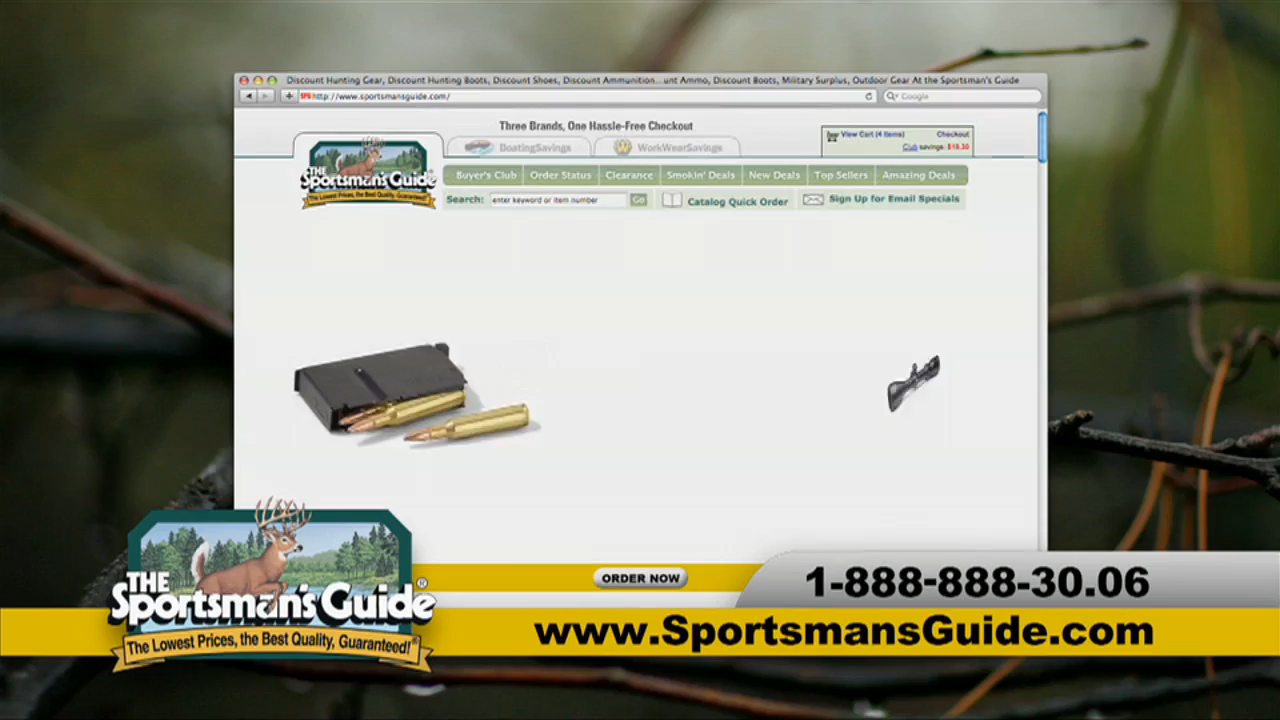 Discount Hunting Gear, Discount Hunting Boots, Discount Shoes, Discount Ammunition...unt Ammo, Discount Boots, Military Surplus, Outdoor Gear At the Sportsman's Guide
http://www.sportsmansguide.com/
Google
Three Brands, One Hassle-Free Checkout
View Cart (4 items) Checkout
Club savings: $15.30
BoatingSavings WorkWearSavings
THE
Sportsman's Guide
The Lowest Prices, the Best Quality, Guaranteed!
Buyer's Club Order Status Clearance Smokin' Deals New Deals Top Sellers Amazing Deals
Search: enter keyword or item number Go Catalog Quick Order Sign Up for Email Specials
THE
Sportsman's Guide®
The Lowest Prices, the Best Quality, Guaranteed!®
ORDER NOW
1-888-888-30.06
www.SportsmansGuide.com